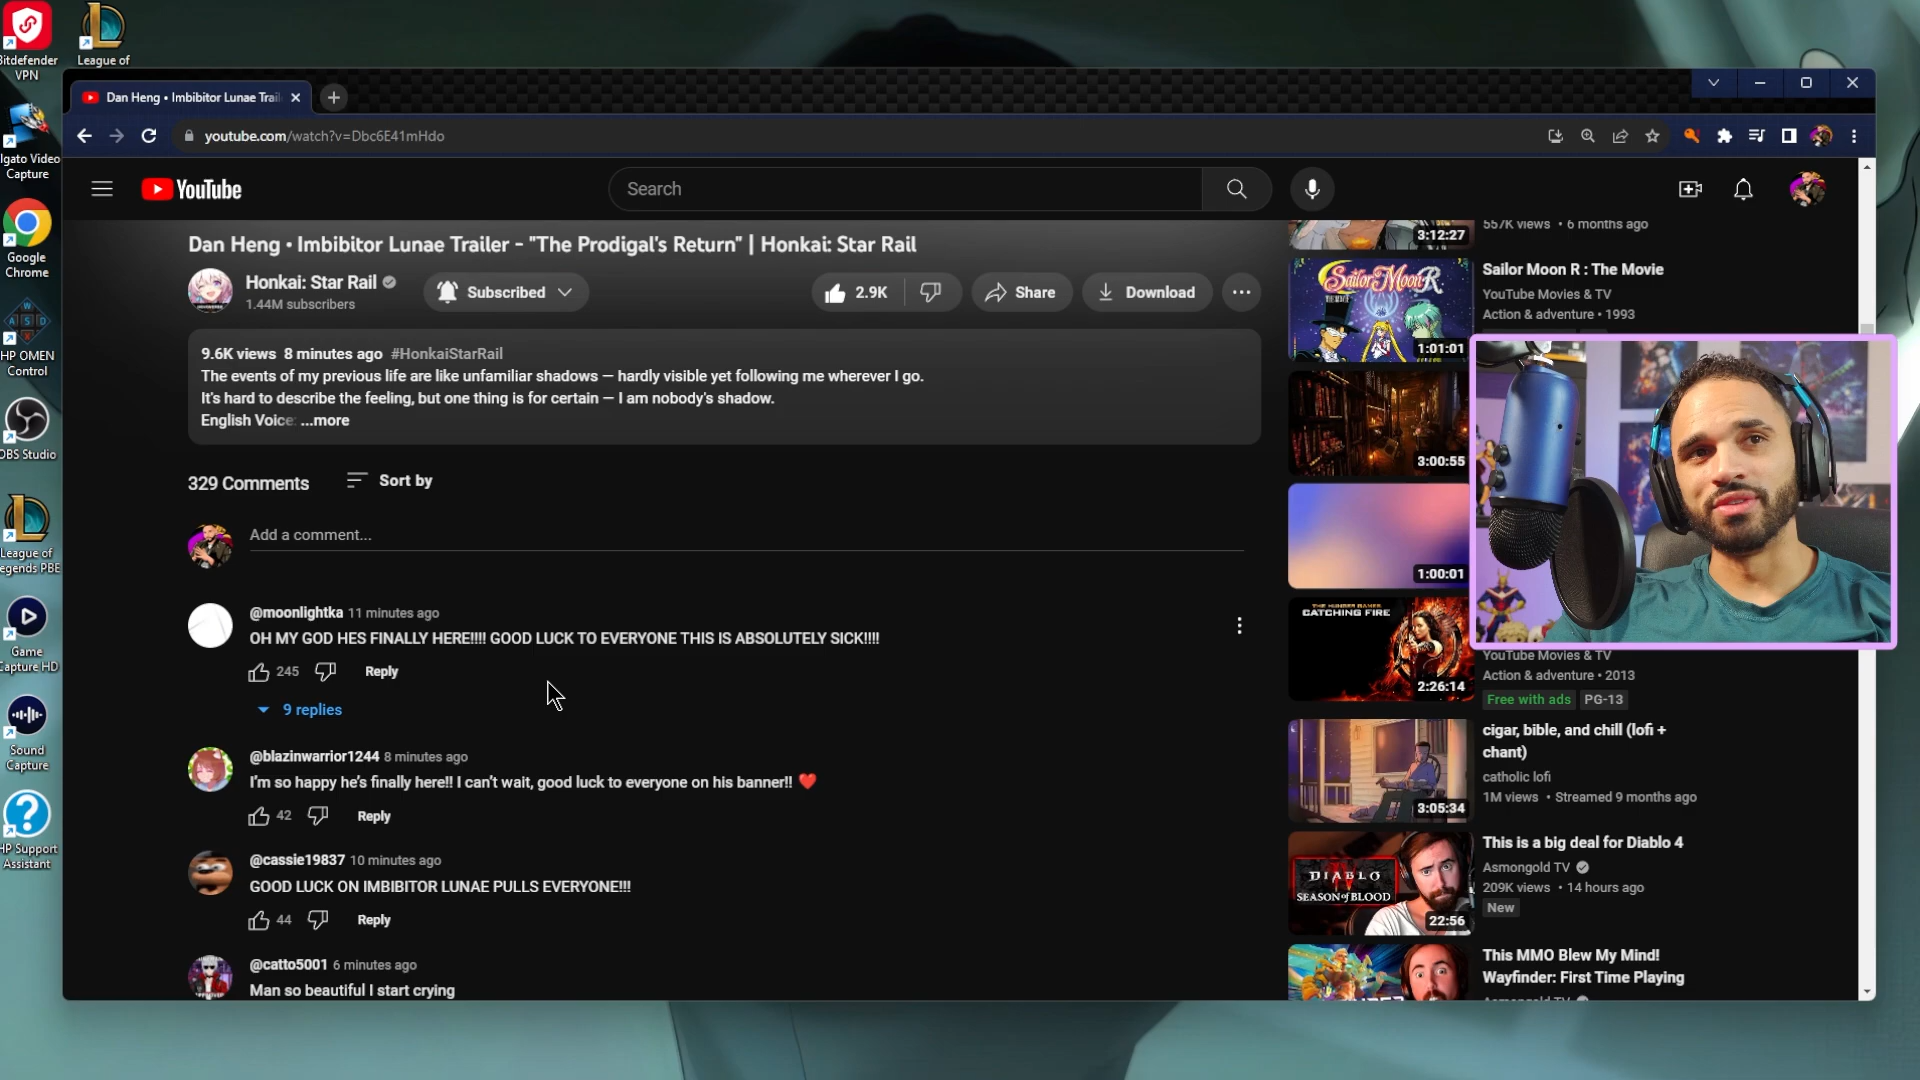 Bitdefender
VPN
League of
lgato Video
Capture
Google
Chrome
HP OMEN
Control
OBS Studio
League of
egends PBE
Game
Capture HD
Sound
Capture
HP Support
Assistant
Dan Heng • Imbibitor Lunae Trai
youtube.com/watch?v=Dbc6E41mHdo
YouTube
Search
Dan Heng • Imbibitor Lunae Trailer - "The Prodigal's Return" | Honkai: Star Rail
Honkai: Star Rail
1.44M subscribers
Subscribed
2.9K
Share
Download
9.6K views 8 minutes ago #HonkaiStarRail
The events of my previous life are like unfamiliar shadows — hardly visible yet following me wherever I go.
It's hard to describe the feeling, but one thing is for certain — I am nobody's shadow.
English Voice: ...more
329 Comments
Sort by
Add a comment...
@moonlightka 11 minutes ago
OH MY GOD HES FINALLY HERE!!!! GOOD LUCK TO EVERYONE THIS IS ABSOLUTELY SICK!!!!
245
Reply
9 replies
@blazinwarrior1244 8 minutes ago
I'm so happy he's finally here!! I can't wait, good luck to everyone on his banner!! ❤️
42
Reply
@cassie19837 10 minutes ago
GOOD LUCK ON IMBIBITOR LUNAE PULLS EVERYONE!!!
44
Reply
@catto5001 6 minutes ago
Man so beautiful I start crying
3:12:27
557K views • 6 months ago
Sailor Moon R
1:01:01
Sailor Moon R : The Movie
YouTube Movies & TV
Action & adventure • 1993
3:00:55
1:00:01
THE HUNGER GAMES
CATCHING FIRE
2:26:14
YouTube Movies & TV
Action & adventure • 2013
Free with ads
PG-13
3:05:34
cigar, bible, and chill (lofi +
chant)
catholic lofi
1M views • Streamed 9 months ago
DIABLO
SEASON of BLOOD
22:56
This is a big deal for Diablo 4
Asmongold TV
209K views • 14 hours ago
New
This MMO Blew My Mind!
Wayfinder: First Time Playing